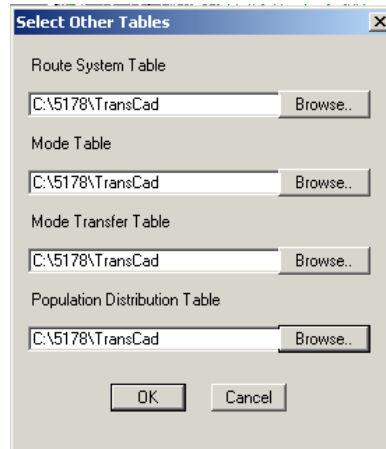 Select Other Tables
Route System Table
C:\5178\TransCad Browse..
Mode Table
C:\5178\TransCad Browse..
Mode Transfer Table
C:\5178\TransCad Browse..
Population Distribution Table
C:\5178\TransCad Browse..
OK Cancel